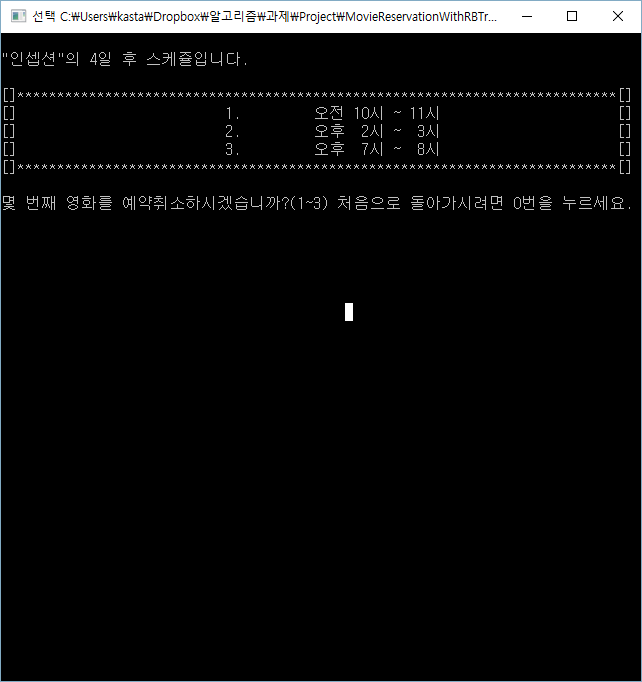 선택 C:₩Users₩kasta₩Dropbox₩알고리즘₩과제₩Project₩MovieReservationWithRBTr...
"인셉션"의 4일 후 스케쥴입니다.
[]***************************************************************************[]
[] 1. 오전 10시 ~ 11시 []
[] 2. 오후 2시 ~ 3시 []
[] 3. 오후 7시 ~ 8시 []
[]***************************************************************************[]
몇 번째 영화를 예약취소하시겠습니까?(1~3) 처음으로 돌아가시려면 0번을 누르세요.